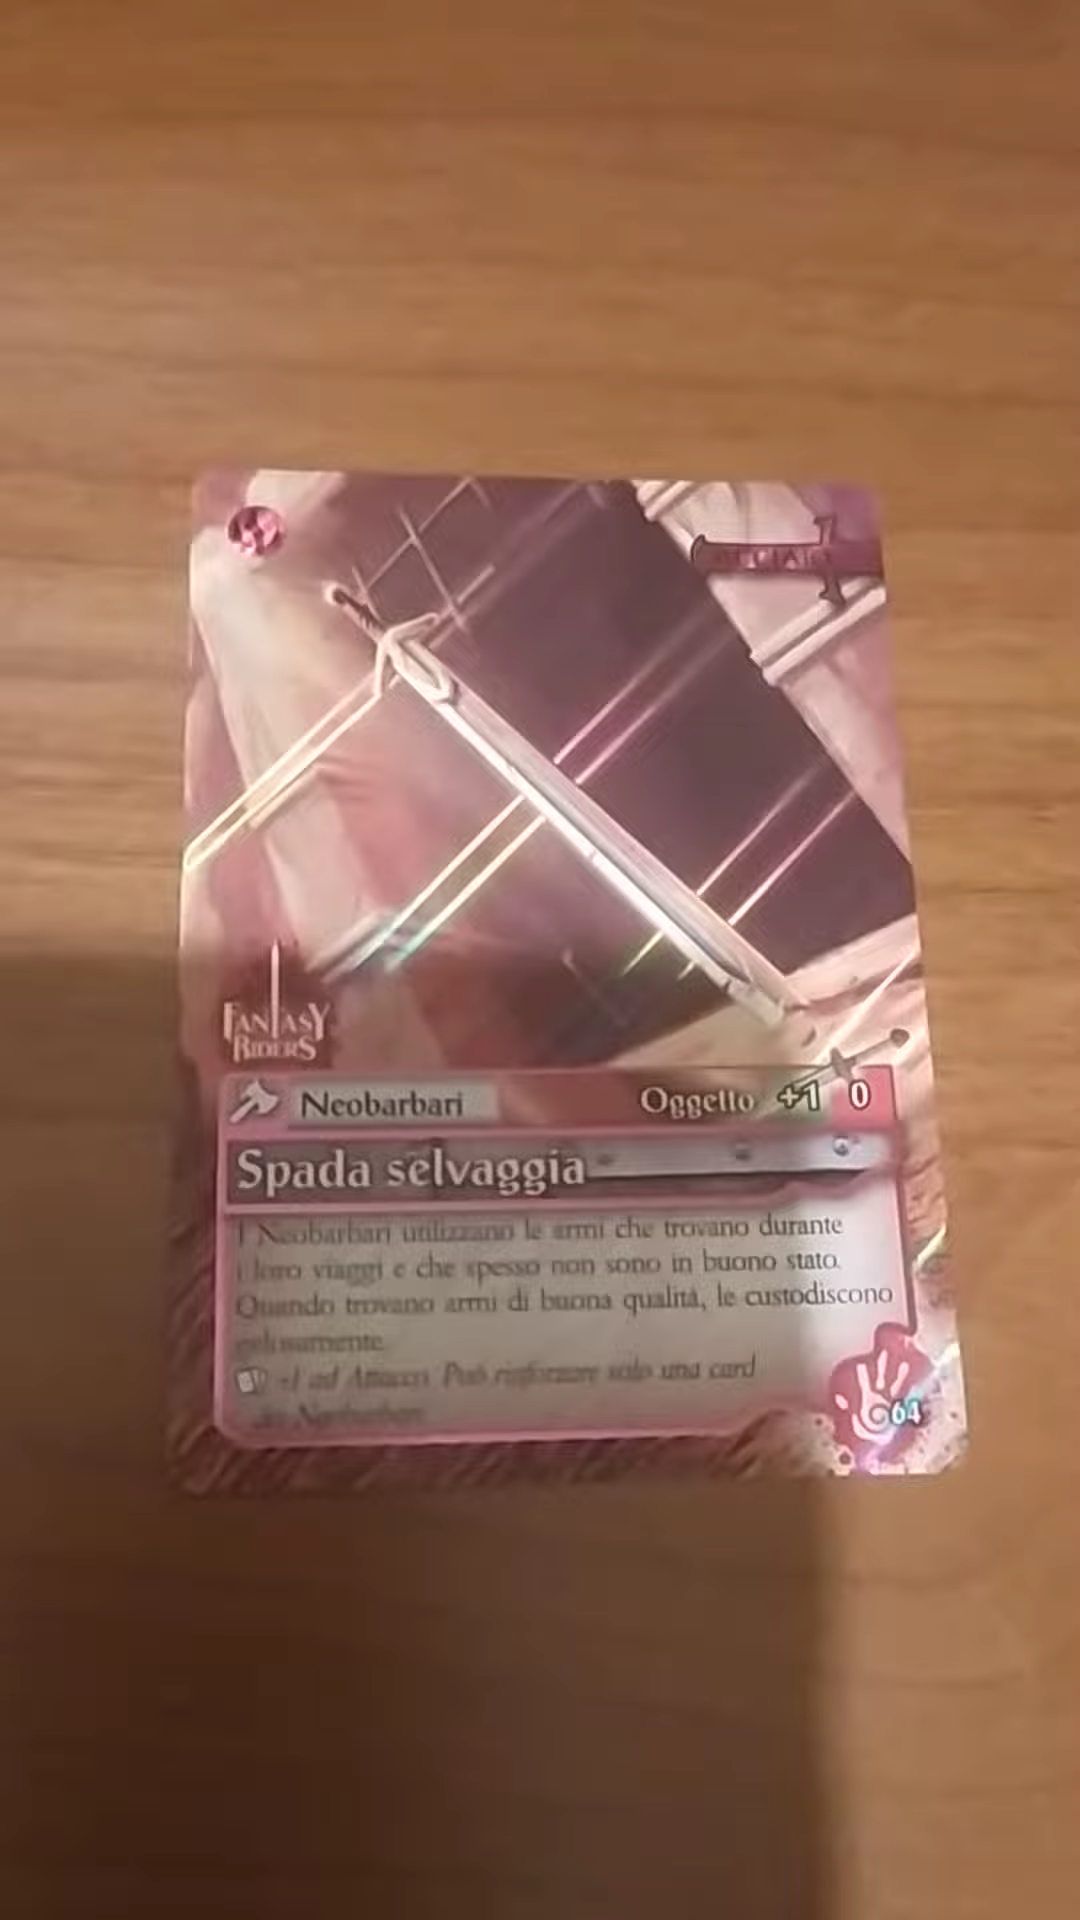 FANTASY
RIDERS
Neobarbari Oggetto +1 0
Spada selvaggia
I Neobarbari utilizzano le armi che trovano durante
i loro viaggi e che spesso non sono in buono stato.
Quando trovano armi di buona qualità, le custodiscono
gelosamente.
+1 ad Attacco. Può rinforzare solo una card
Neobarbari.
64